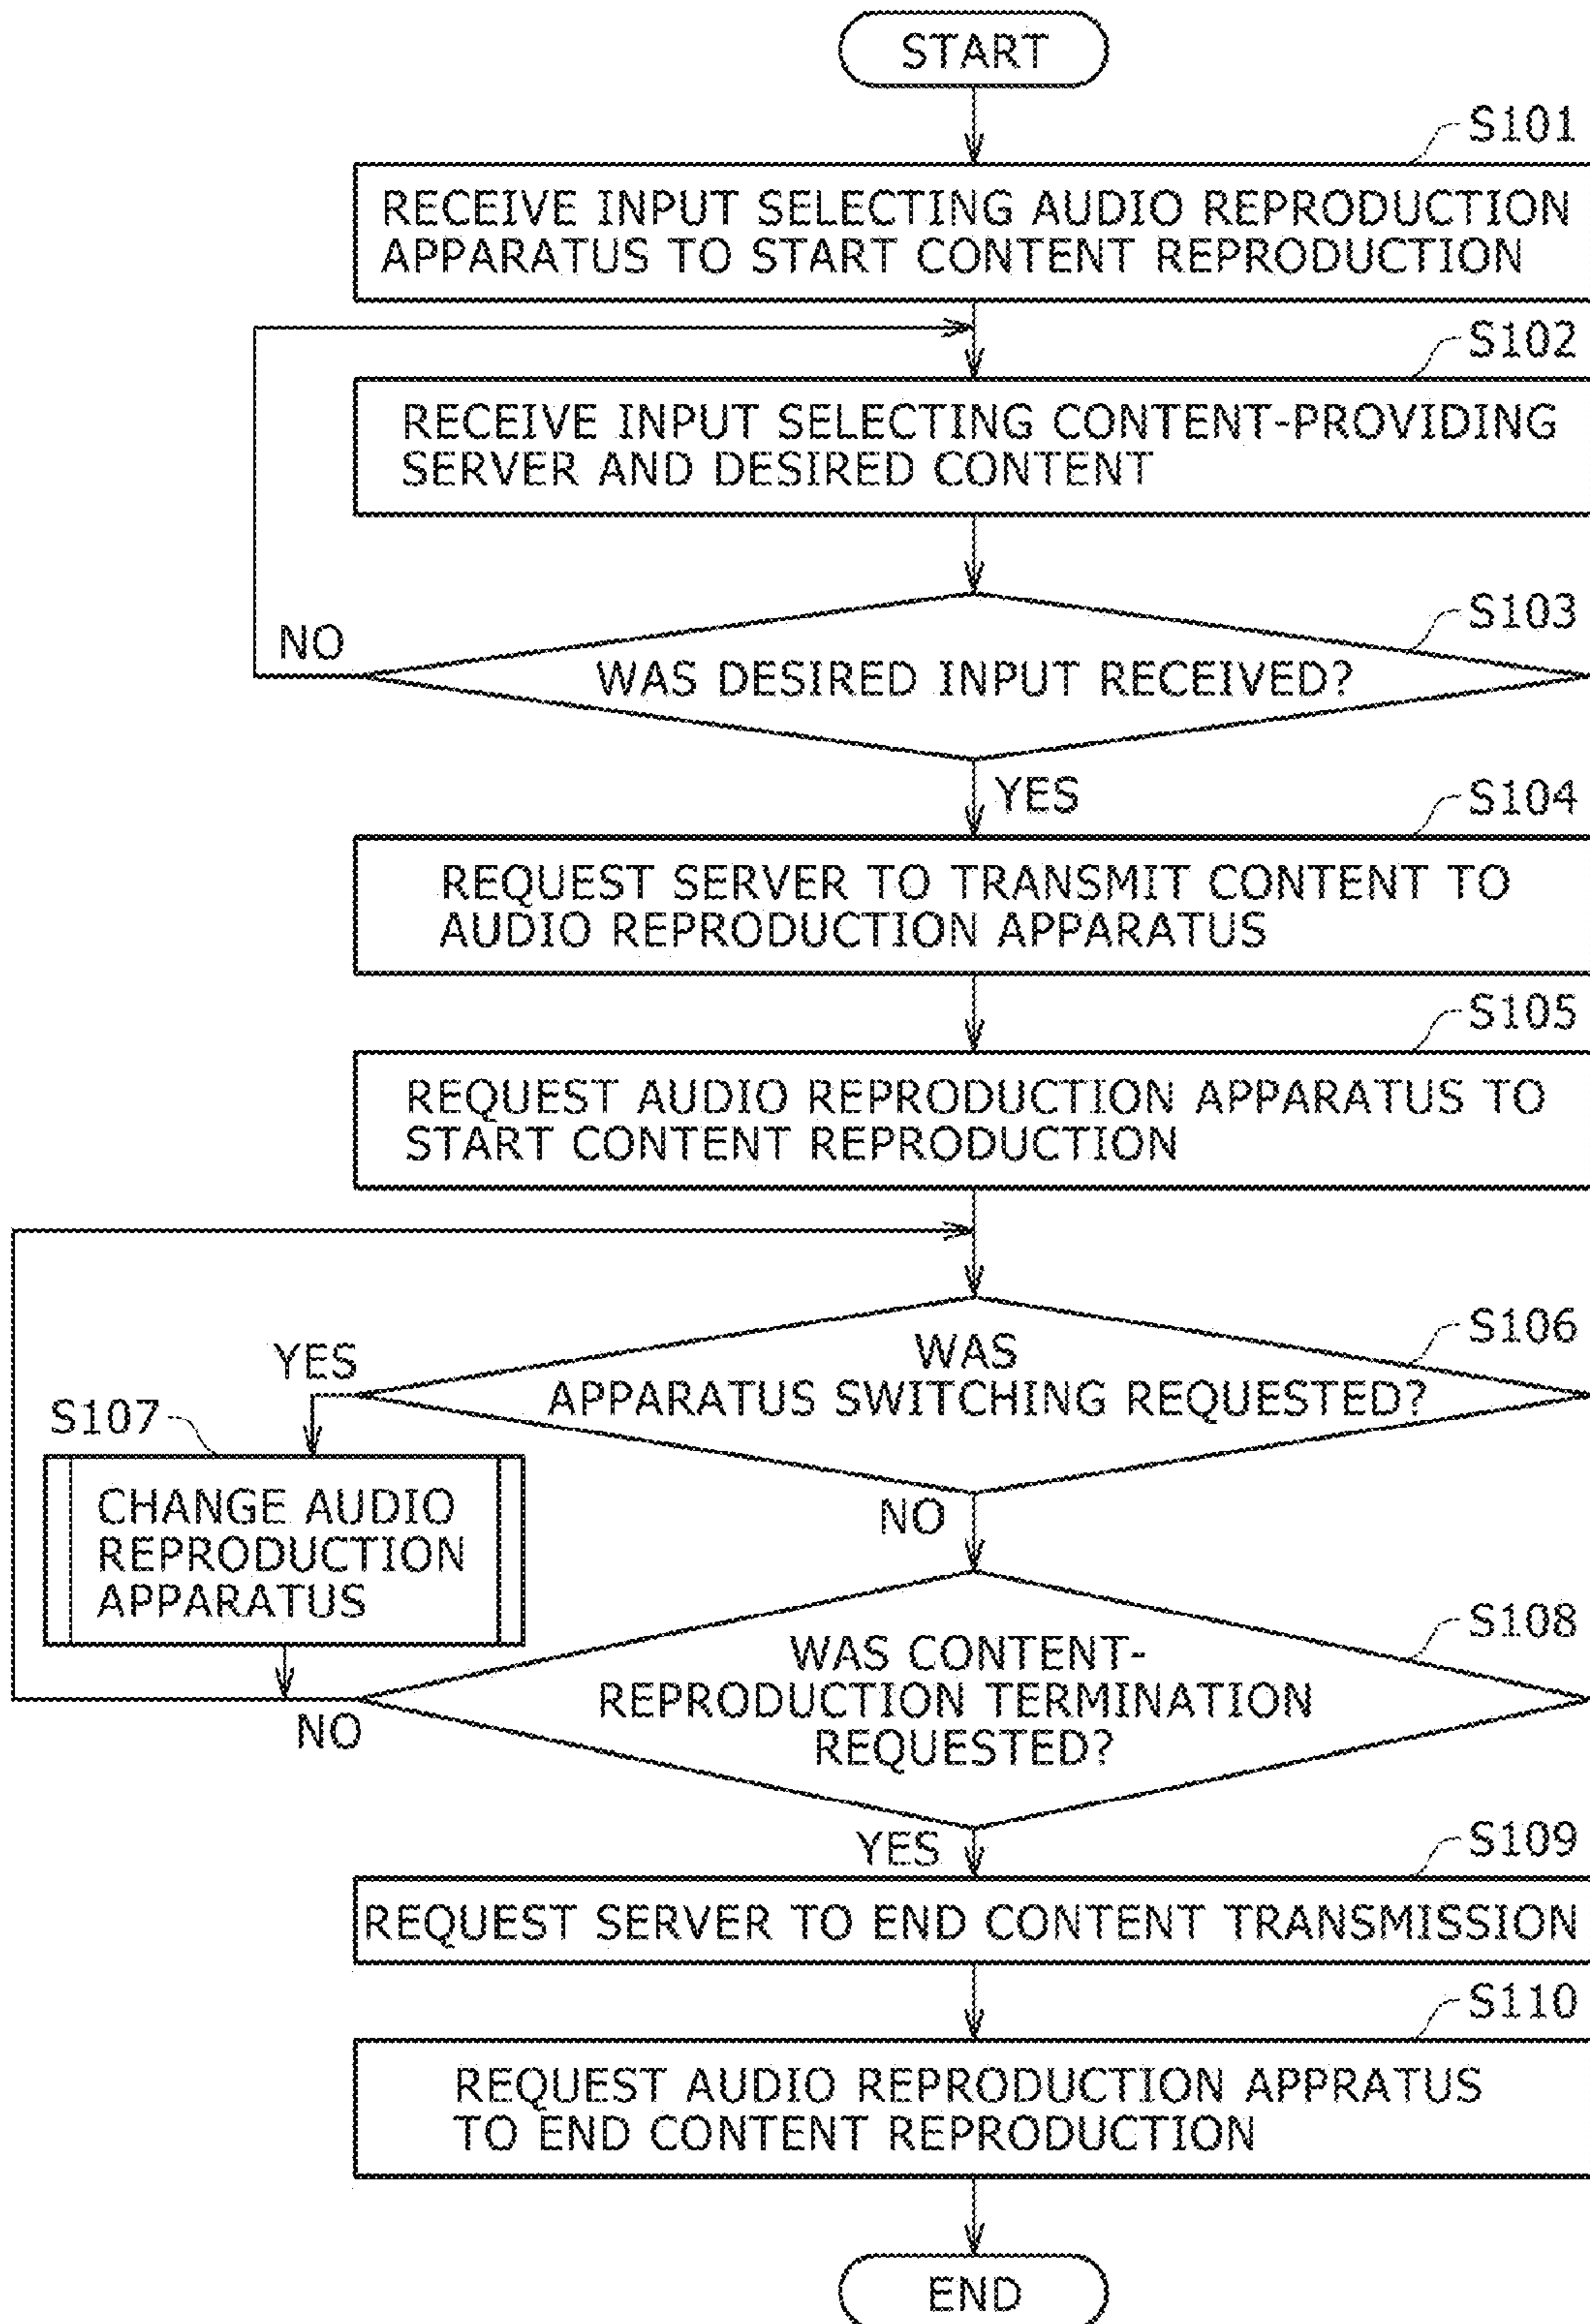 START
S101
RECEIVE INPUT SELECTING AUDIO REPRODUCTION
APPARATUS TO START CONTENT REPRODUCTION
S102
RECEIVE INPUT SELECTING CONTENT-PROVIDING
SERVER AND DESIRED CONTENT
S103
NO
WAS DESIRED INPUT RECEIVED?
YES
S104
REQUEST SERVER TO TRANSMIT CONTENT TO
AUDIO REPRODUCTION APPARATUS
S105
REQUEST AUDIO REPRODUCTION APPARATUS TO
START CONTENT REPRODUCTION
S106
YES
WAS
APPARATUS SWITCHING REQUESTED?
S107
CHANGE AUDIO
REPRODUCTION
APPARATUS
NO
S108
WAS CONTENT-
REPRODUCTION TERMINATION
REQUESTED?
NO
YES
S109
REQUEST SERVER TO END CONTENT TRANSMISSION
S110
REQUEST AUDIO REPRODUCTION APPRATUS
TO END CONTENT REPRODUCTION
END